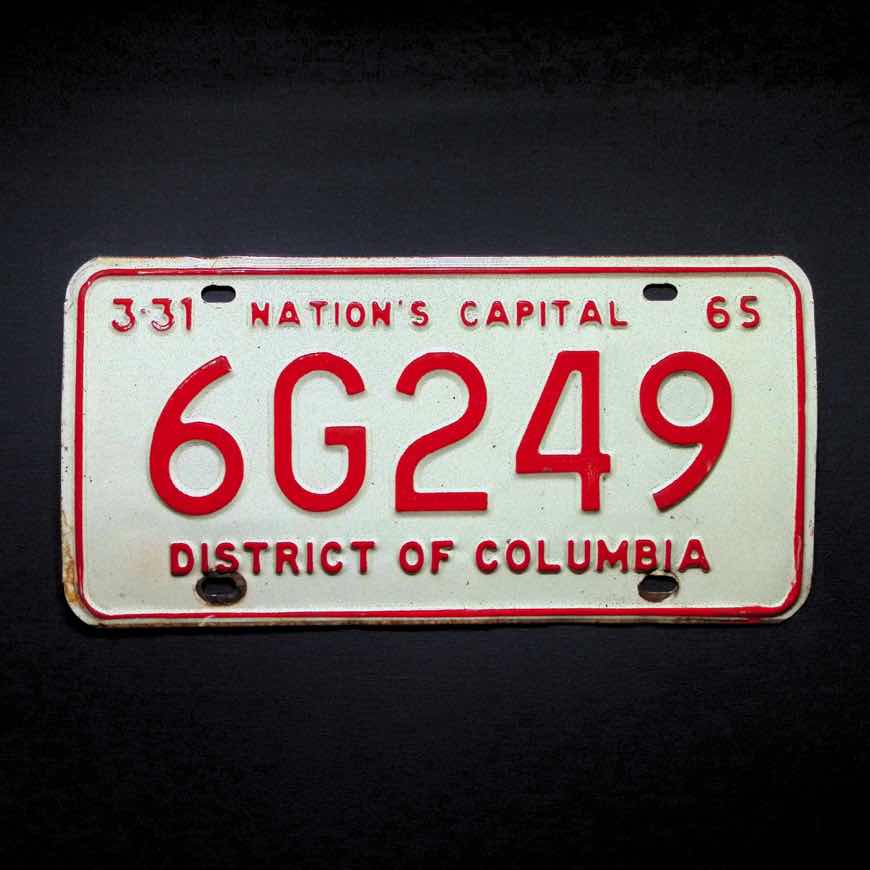 3·31 NATION'S CAPITAL 65
6G249
DISTRICT OF COLUMBIA